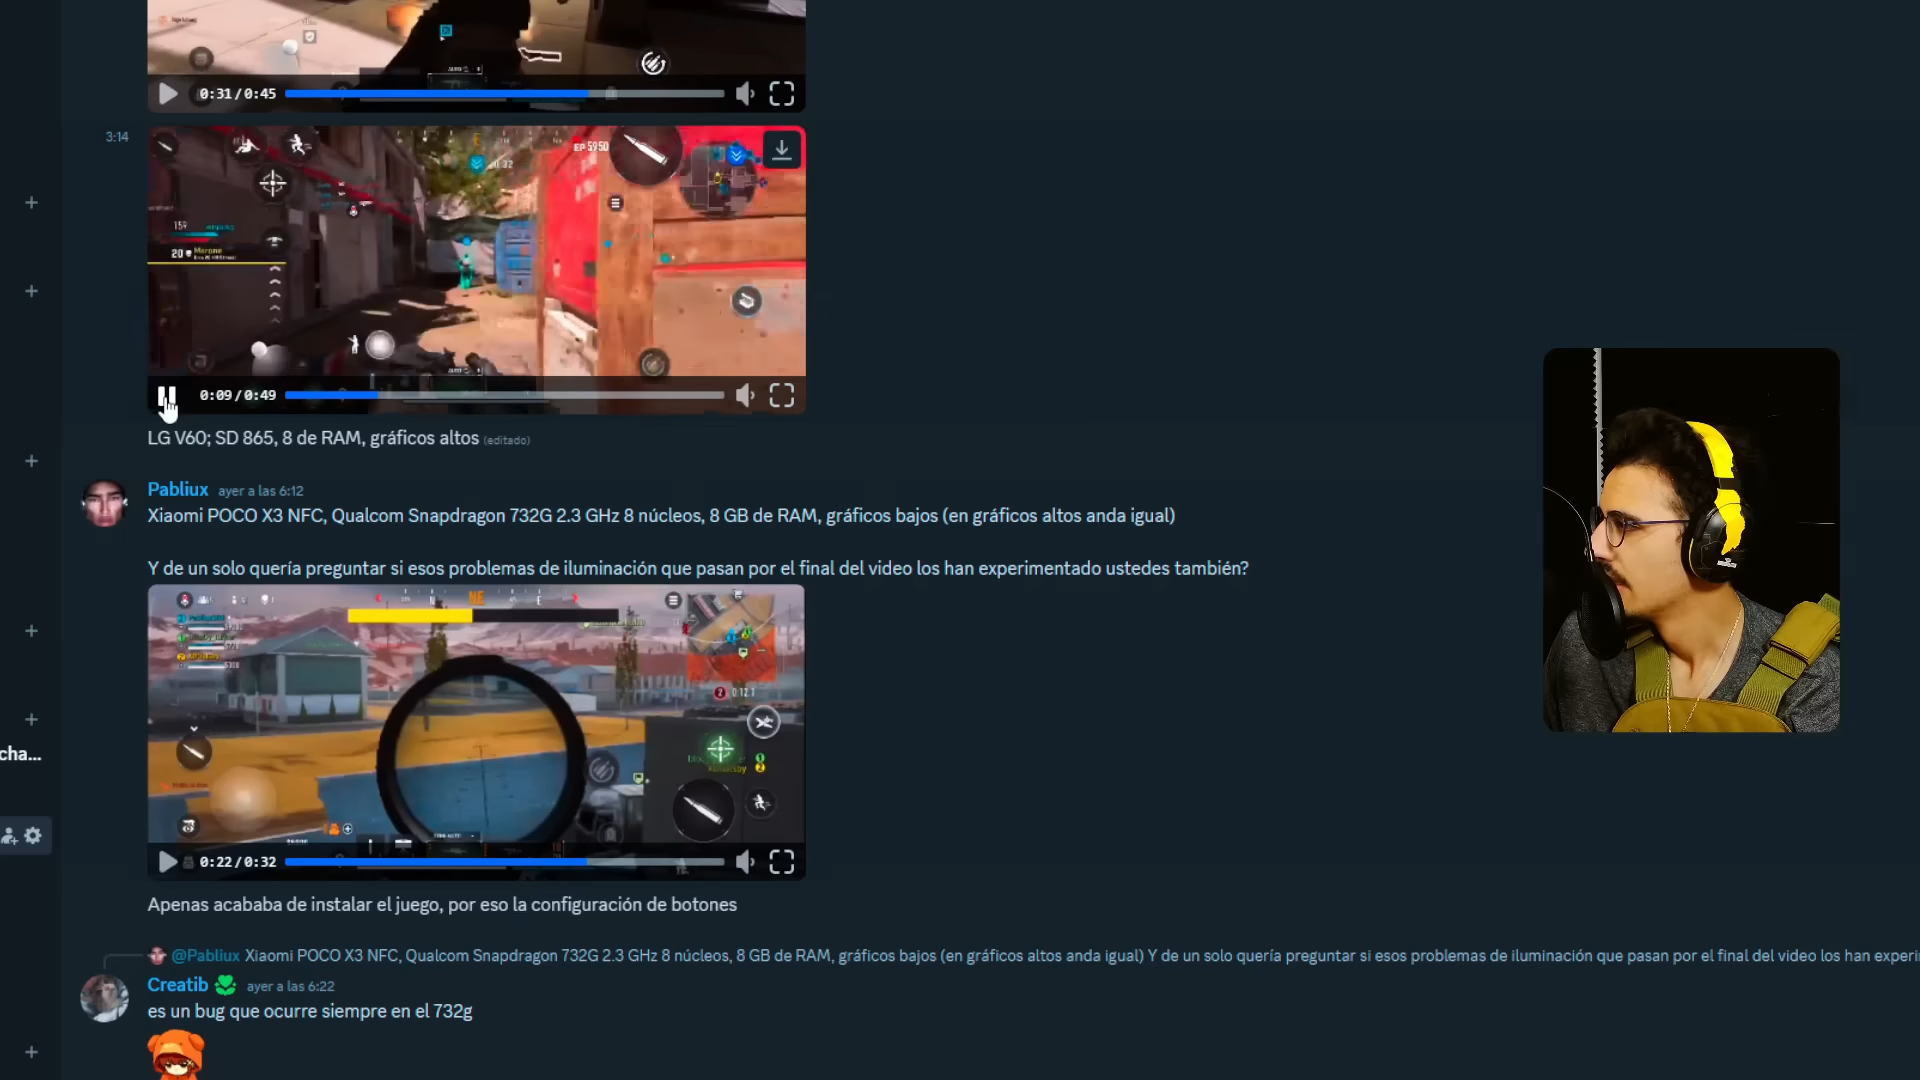 0:31/0:45
3:14
EP 5950
159
20
0:09/0:49
LG V60; SD 865, 8 de RAM, gráficos altos (editado)
Pabliux ayer a las 6:12
Xiaomi POCO X3 NFC, Qualcom Snapdragon 732G 2.3 GHz 8 núcleos, 8 GB de RAM, gráficos bajos (en gráficos altos anda igual)
Y de un solo quería preguntar si esos problemas de iluminación que pasan por el final del video los han experimentado ustedes también?
N NE E
0:12.1
0:22/0:32
cha...
Apenas acababa de instalar el juego, por eso la configuración de botones
@Pabliux Xiaomi POCO X3 NFC, Qualcom Snapdragon 732G 2.3 GHz 8 núcleos, 8 GB de RAM, gráficos bajos (en gráficos altos anda igual) Y de un solo quería preguntar si esos problemas de iluminación que pasan por el final del video los han experi
Creatib ayer a las 6:22
es un bug que ocurre siempre en el 732g